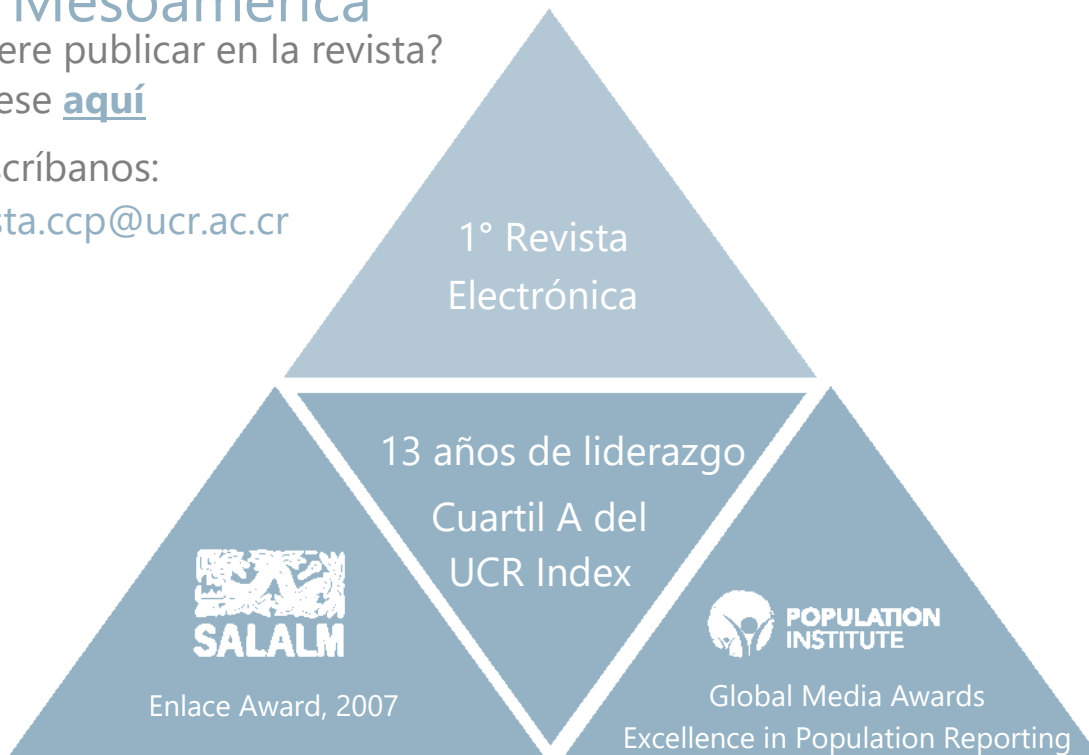 Mesoamérica
ere publicar en la revista?
ese aquí
críbanos:
sta.ccp@ucr.ac.cr
1° Revista
Electrónica
13 años de liderazgo
Cuartil A del
UCR Index
SALALM
Enlace Award, 2007
POPULATION
INSTITUTE
Global Media Awards
Excellence in Population Reporting